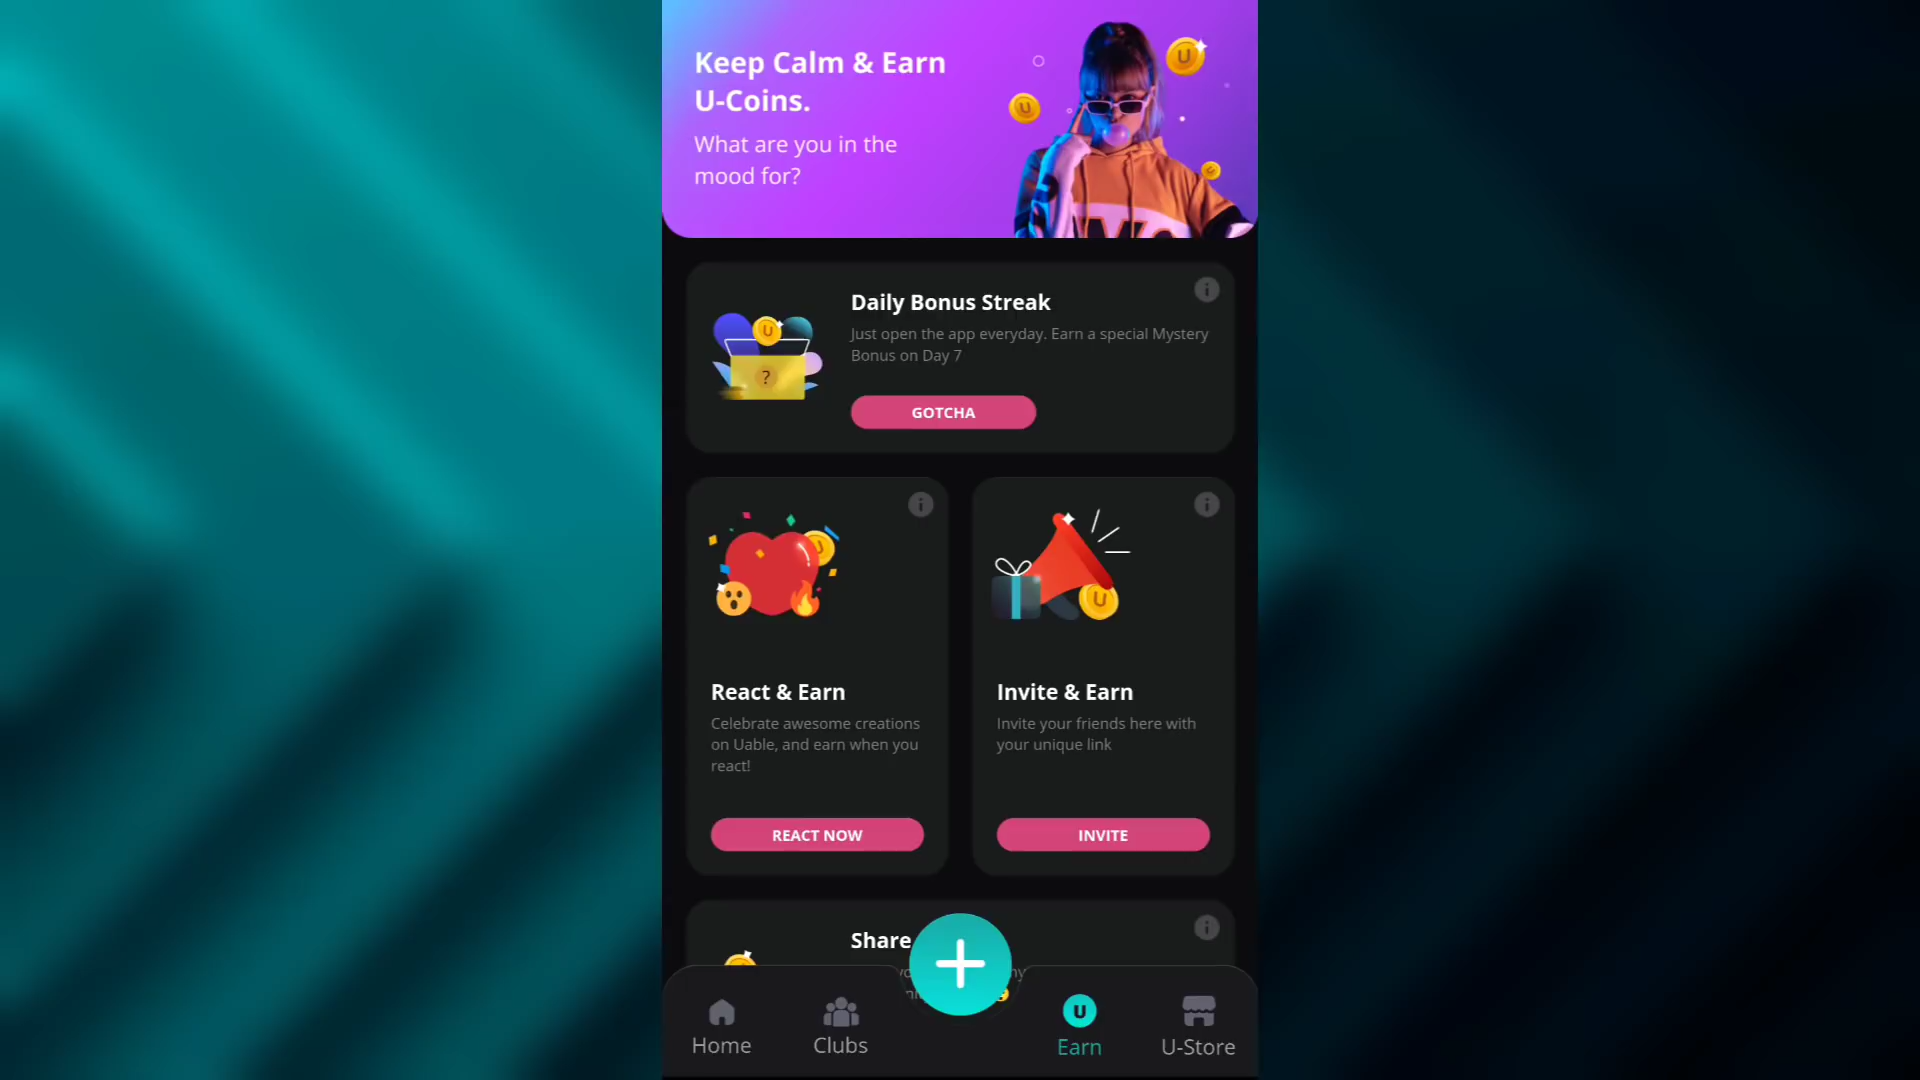 Keep Calm & Earn
U-Coins.
What are you in the
mood for?
Daily Bonus Streak
Just open the app everyday. Earn a special Mystery
Bonus on Day 7
GOTCHA
React & Earn
Celebrate awesome creations
on Uable, and earn when you
react!
REACT NOW
Invite & Earn
Invite your friends here with
your unique link
INVITE
Share
Home
Clubs
Earn
U-Store